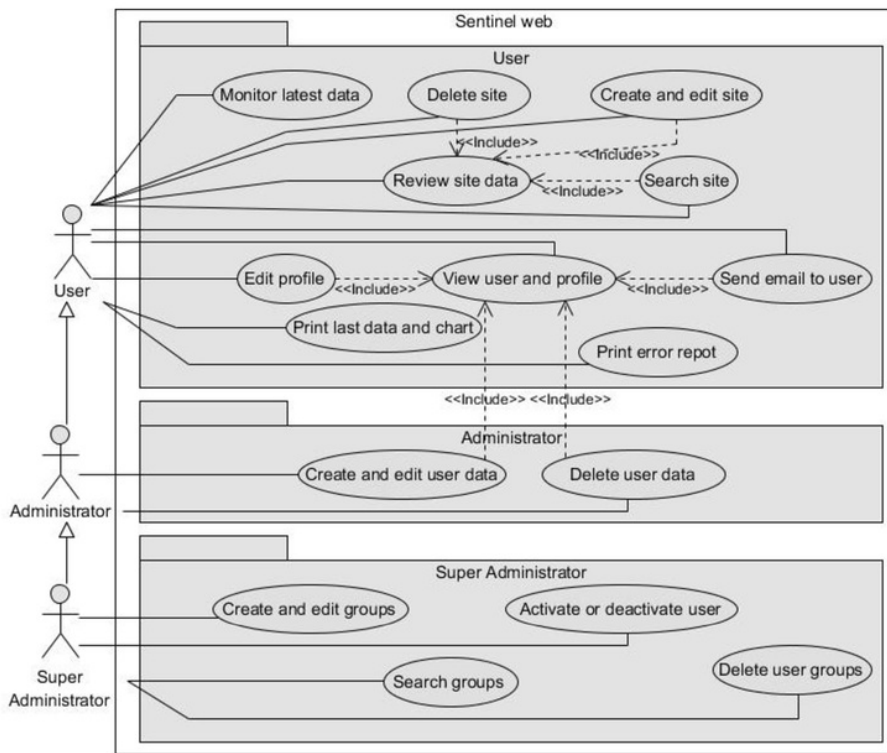 Sentinel web
User
Monitor latest data
Delete site
Create and edit site
<<Include>>
<<Include>>
Review site data
<<Include>>
Search site
User
Edit profile
<<Include>>
View user and profile
<<Include>>
Send email to user
Print last data and chart
Print error repot
<<Include>>
<<Include>>
Administrator
Create and edit user data
Delete user data
Administrator
Super Administrator
Create and edit groups
Activate or deactivate user
Super
Administrator
Search groups
Delete user groups